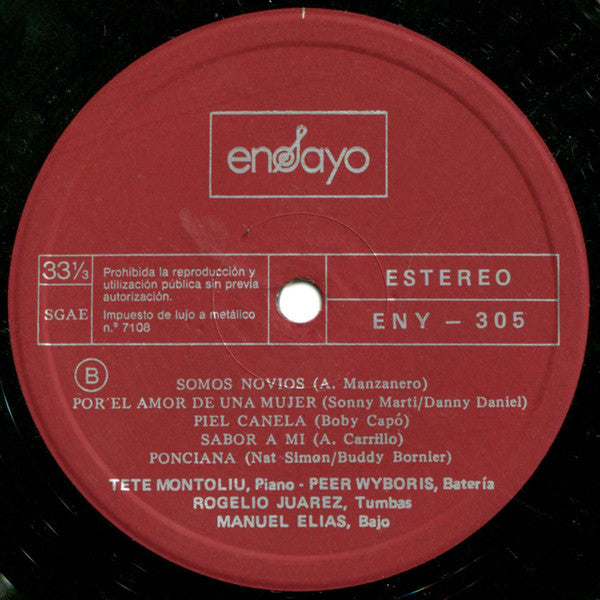 ensayo
33⅓
Prohibida la reproducción y
utilización pública sin previa
autorización.
SGAE
Impuesto de lujo a metálico
n.º 7108
ESTEREO
ENY – 305
B
SOMOS NOVIOS (A. Manzanero)
POR'EL AMOR DE UNA MUJER (Sonny Marti/Danny Daniel)
PIEL CANELA (Boby Capó)
SABOR A MI (A. Carrillo)
PONCIANA (Nat Simøn/Buddy Bornier)
TETE MONTOLIU, Piano - PEER WYBORIS, Batería
ROGELIO JUAREZ, Tumbas
MANUEL ELIAS, Bajo